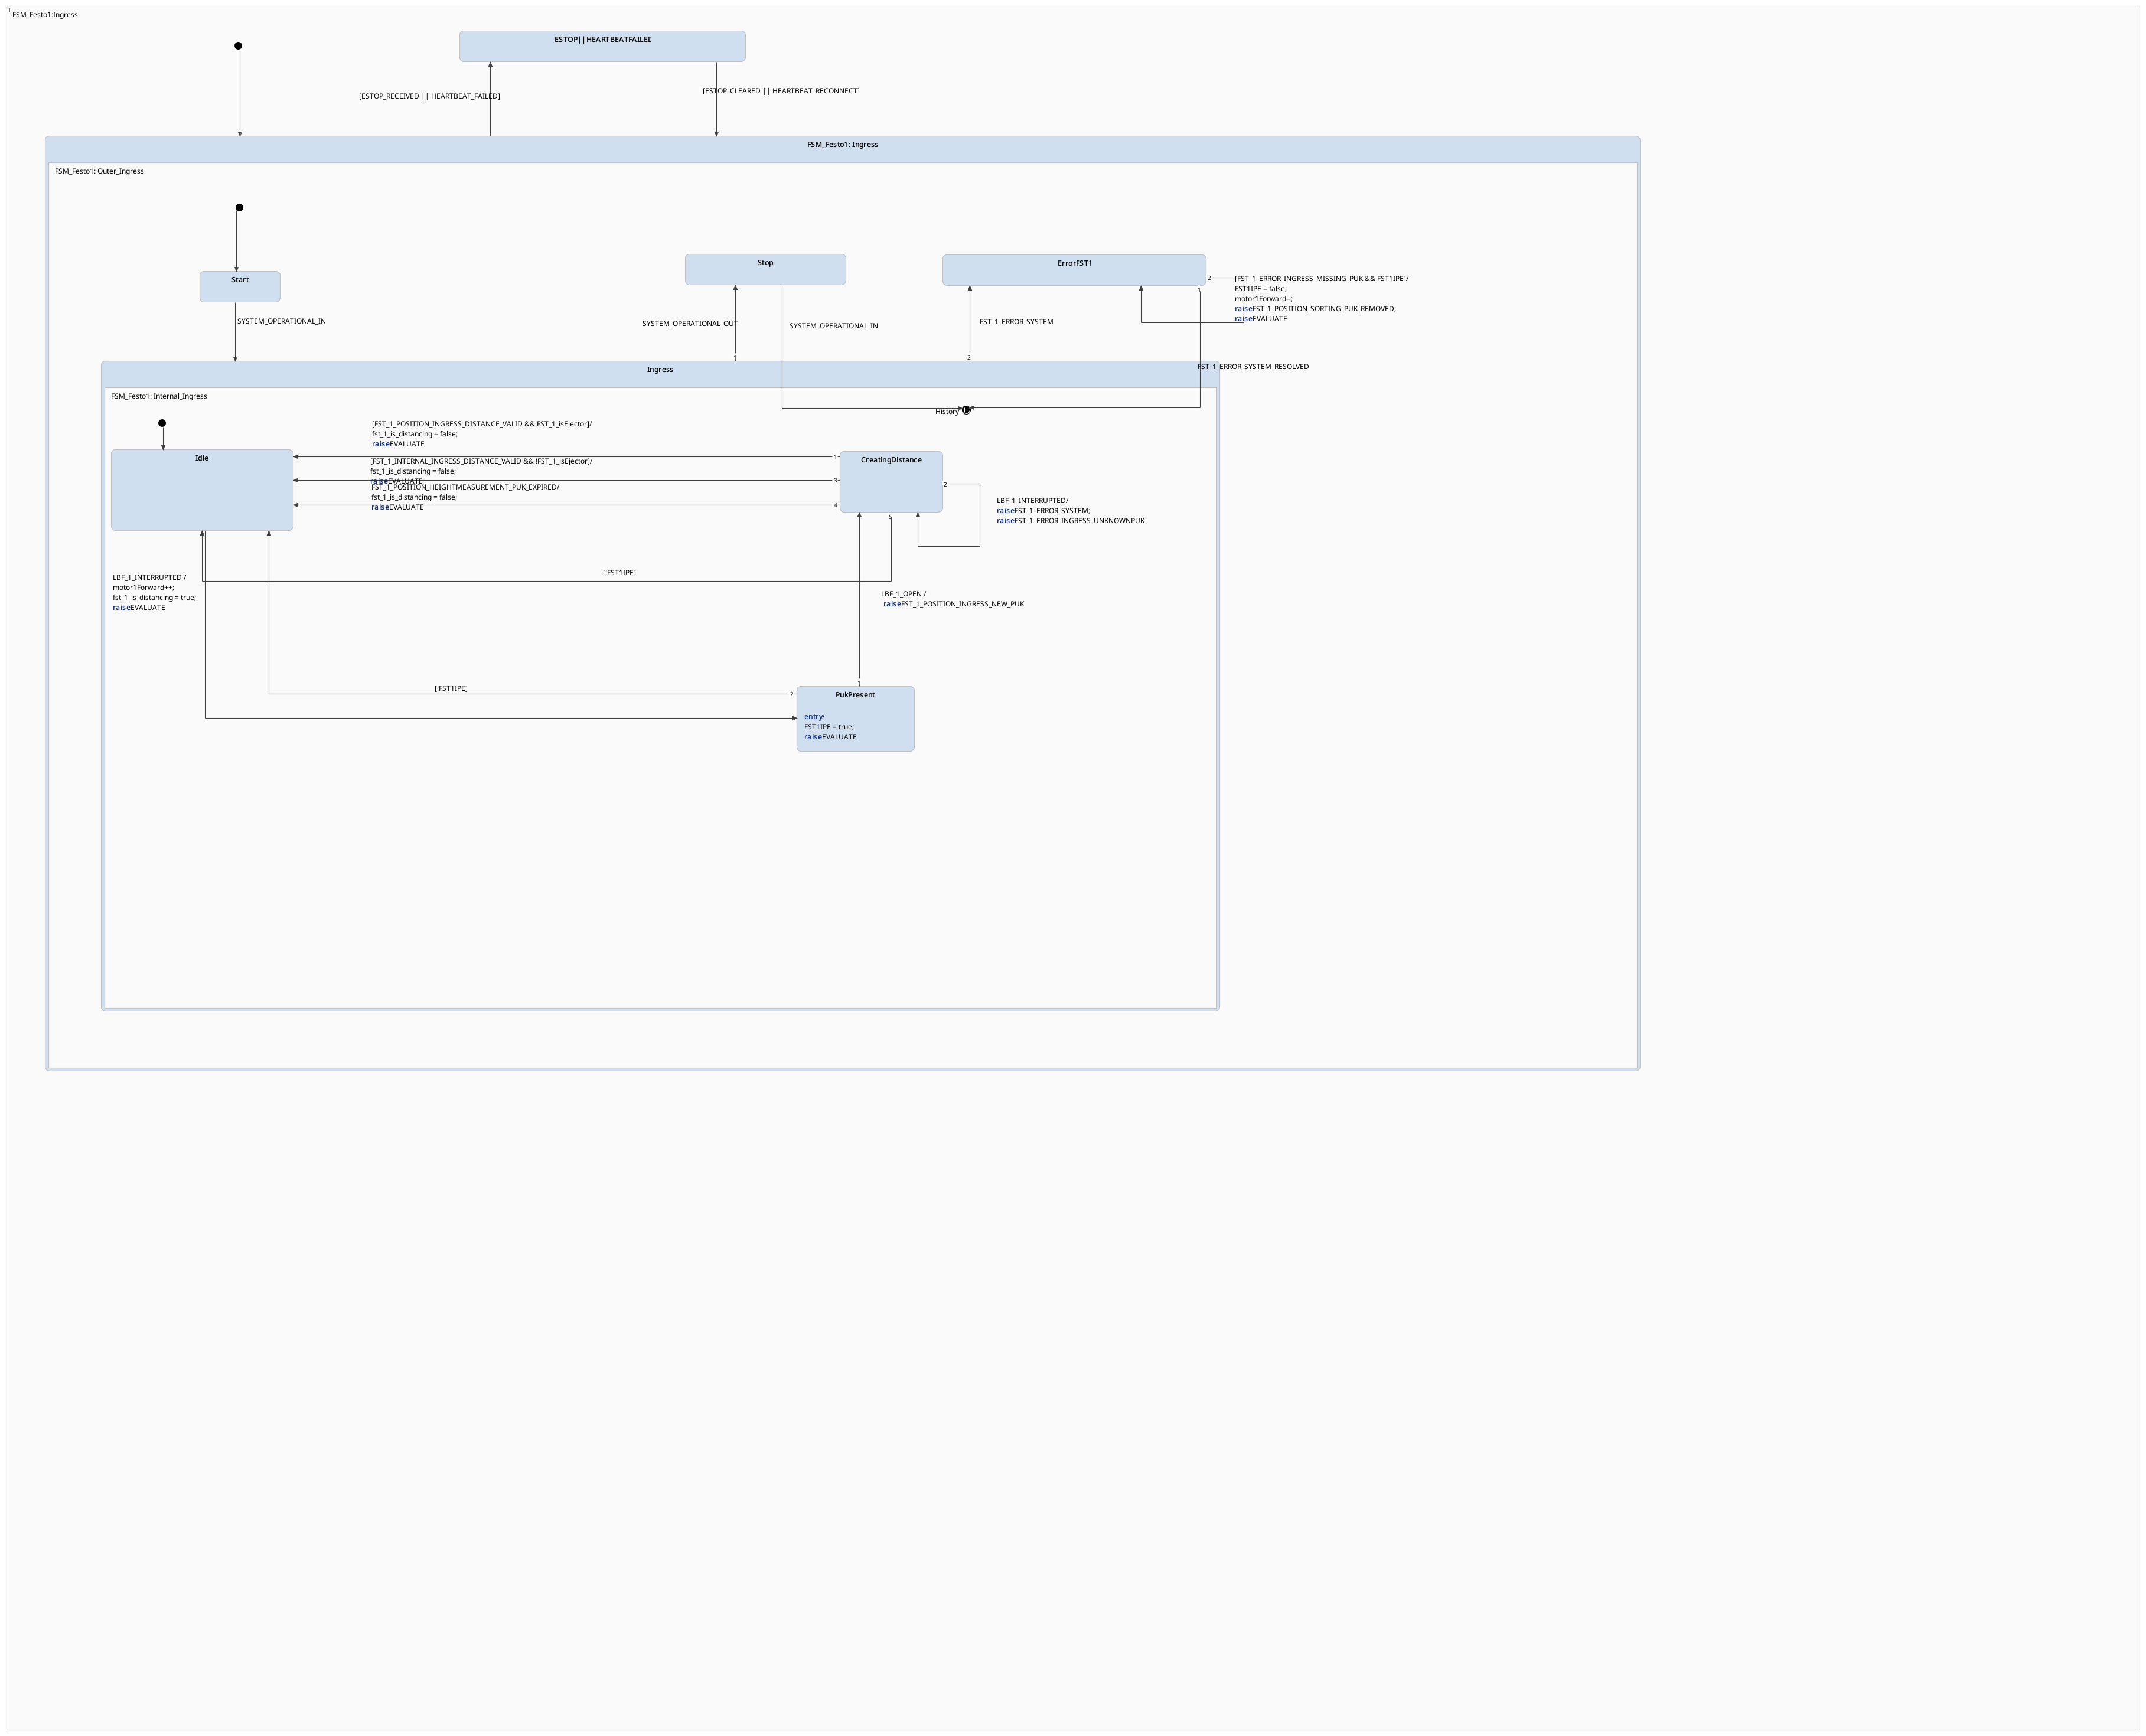 1
FSM_Festo1:Ingress
ESTOP||HEARTBEATFAILED
[ESTOP_RECEIVED || HEARTBEAT_FAILED]
[ESTOP_CLEARED || HEARTBEAT_RECONNECT]
FSM_Festo1: Ingress
FSM_Festo1: Outer_Ingress
Start
Stop
ErrorFST1
2
1
[FST_1_ERROR_INGRESS_MISSING_PUK && FST1IPE]/
FST1IPE = false;
motor1Forward--;
raise FST_1_POSITION_SORTING_PUK_REMOVED;
raise EVALUATE
SYSTEM_OPERATIONAL_IN
SYSTEM_OPERATIONAL_OUT
SYSTEM_OPERATIONAL_IN
FST_1_ERROR_SYSTEM
1
2
FST_1_ERROR_SYSTEM_RESOLVED
Ingress
FSM_Festo1: Internal_Ingress
History
H
[FST_1_POSITION_INGRESS_DISTANCE_VALID && FST_1_isEjector]/
fst_1_is_distancing = false;
raise EVALUATE
Idle
1
CreatingDistance
[FST_1_INTERNAL_INGRESS_DISTANCE_VALID && !FST_1_isEjector]/
fst_1_is_distancing = false;
raise EVALUATE
3
2
FST_1_POSITION_HEIGHTMEASUREMENT_PUK_EXPIRED/
fst_1_is_distancing = false;
raise EVALUATE
4
5
LBF_1_INTERRUPTED/
raise FST_1_ERROR_SYSTEM;
raise FST_1_ERROR_INGRESS_UNKNOWNPUK
[!FST1IPE]
LBF_1_INTERRUPTED /
motor1Forward++;
fst_1_is_distancing = true;
raise EVALUATE
LBF_1_OPEN /
raise FST_1_POSITION_INGRESS_NEW_PUK
1
[!FST1IPE]
2
PukPresent
entry/
FST1IPE = true;
raise EVALUATE